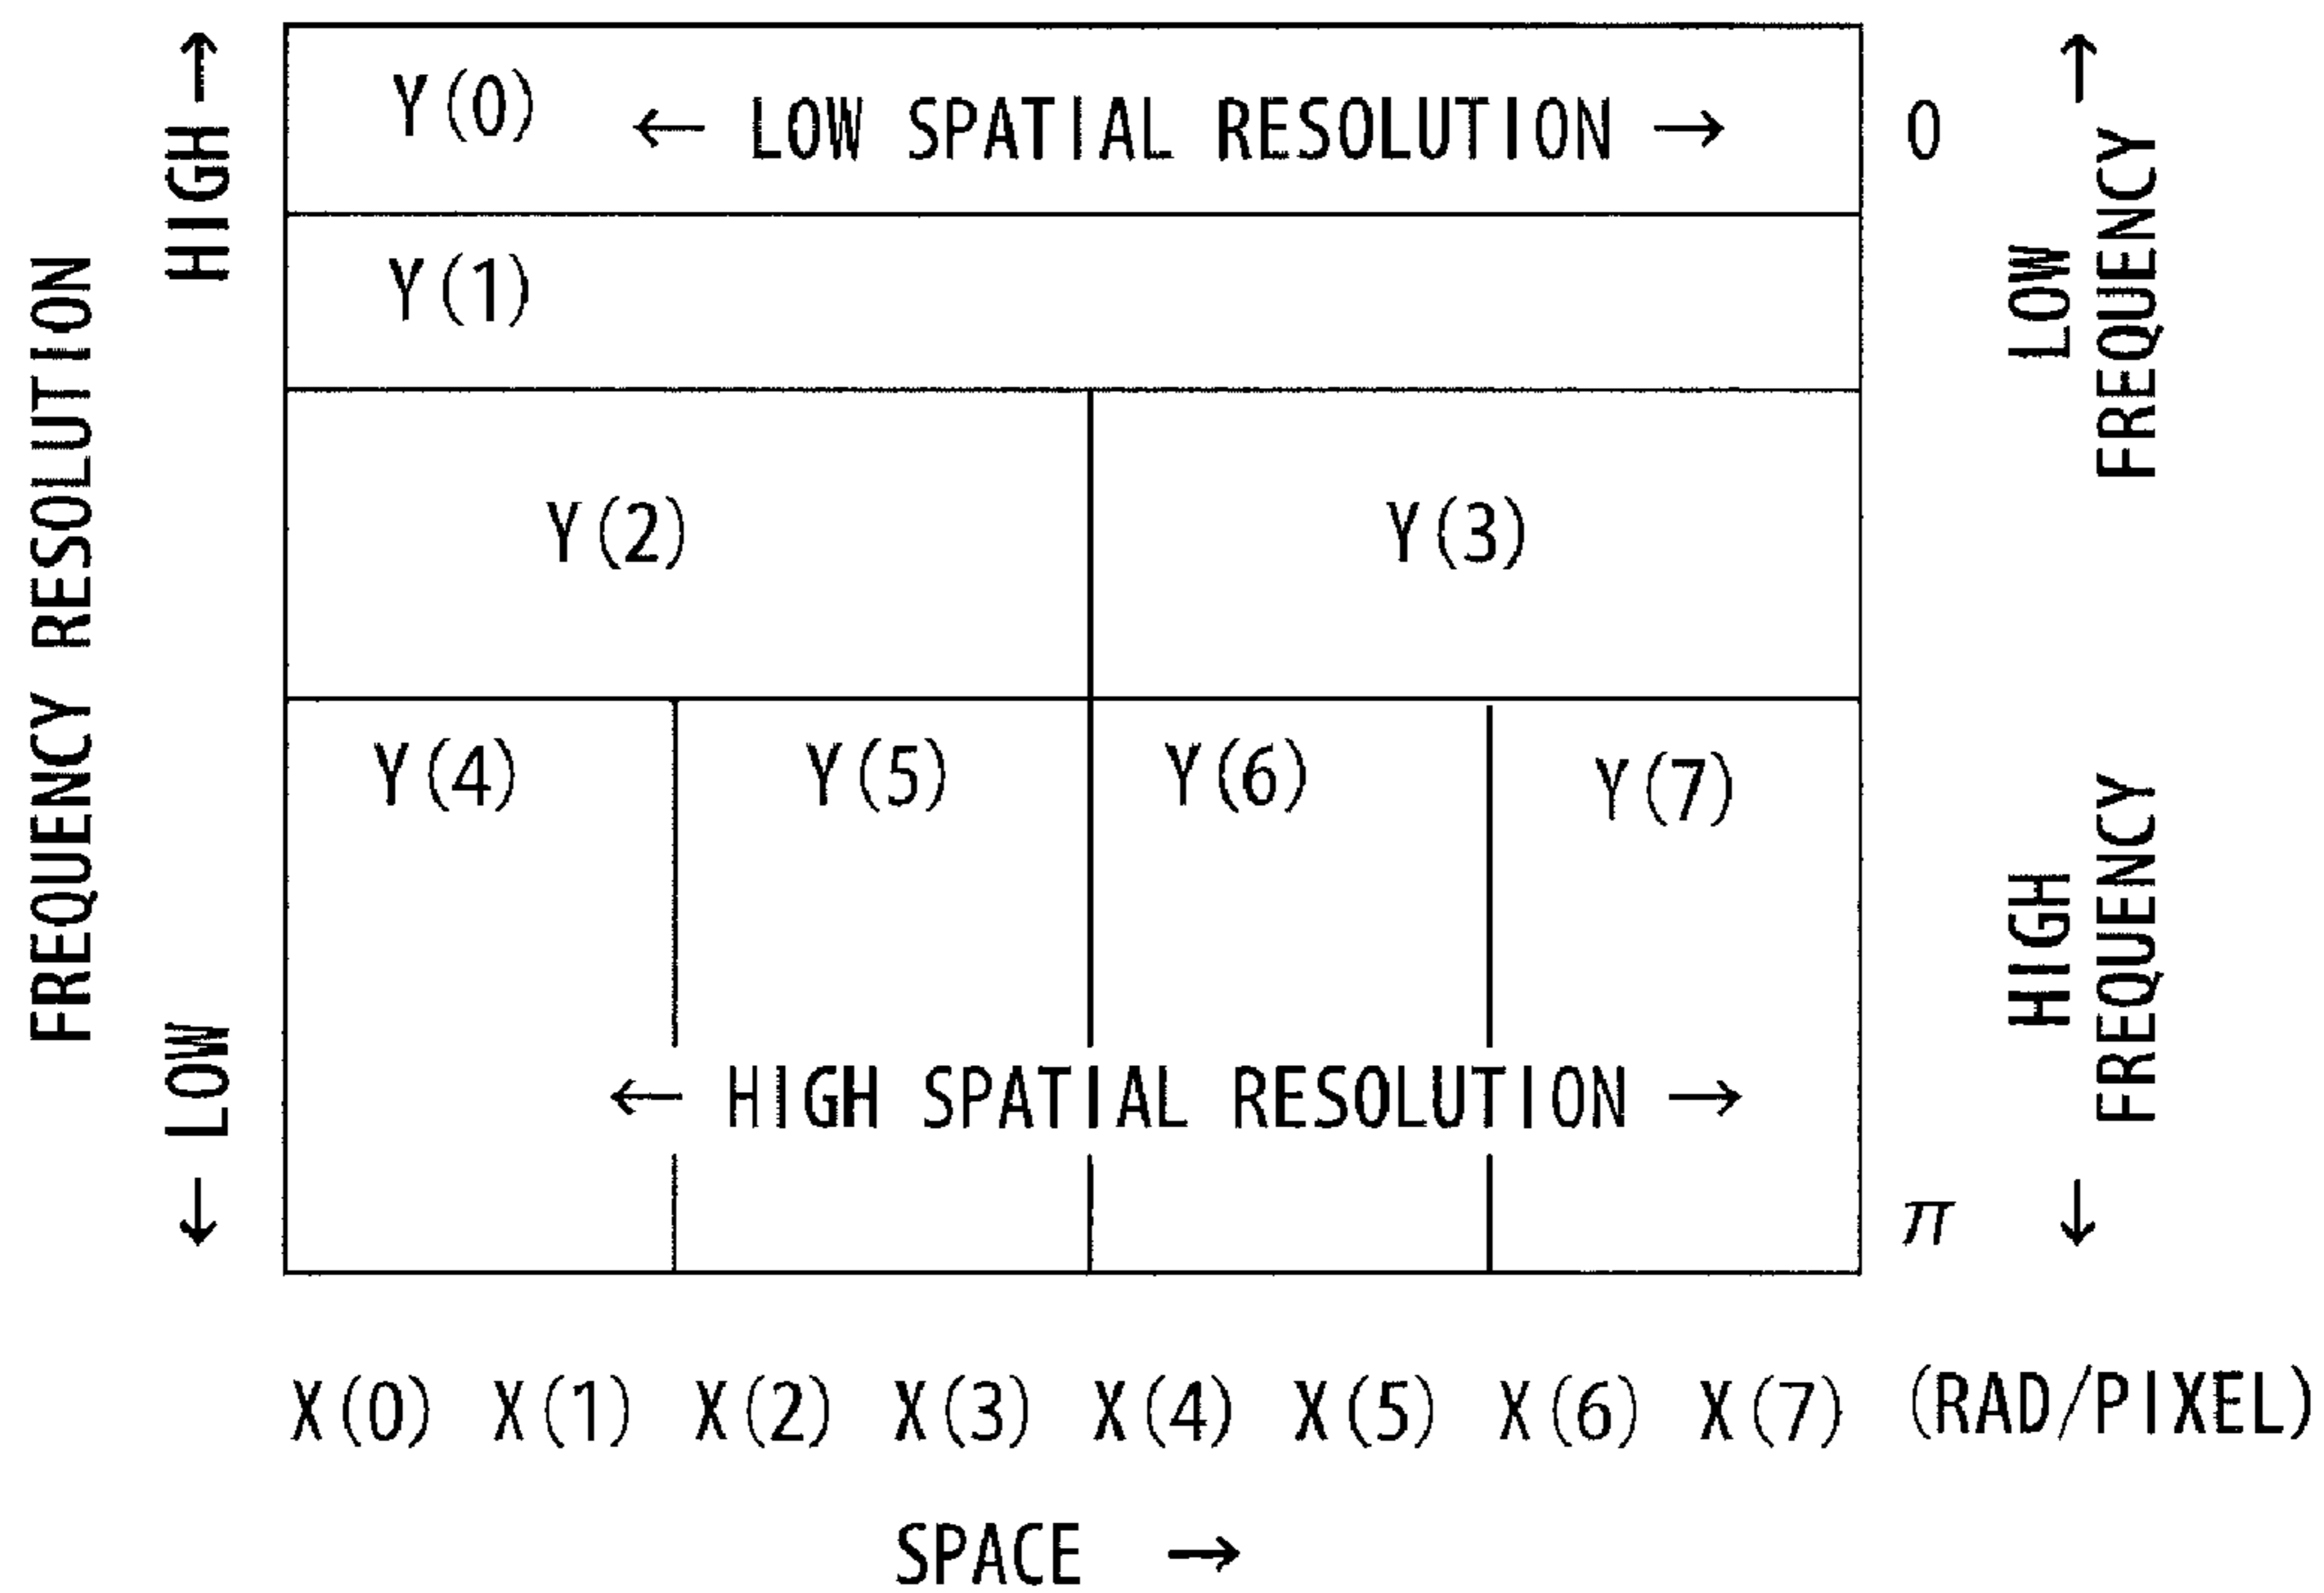 FREQUENCY RESOLUTION
← LOW HIGH →
Y(0) ← LOW SPATIAL RESOLUTION →
Y(1)
Y(2) Y(3)
Y(4) Y(5) Y(6) Y(7)
← HIGH SPATIAL RESOLUTION →
0
π
LOW
FREQUENCY →
HIGH
← FREQUENCY
X(0) X(1) X(2) X(3) X(4) X(5) X(6) X(7) (RAD/PIXEL)
SPACE →